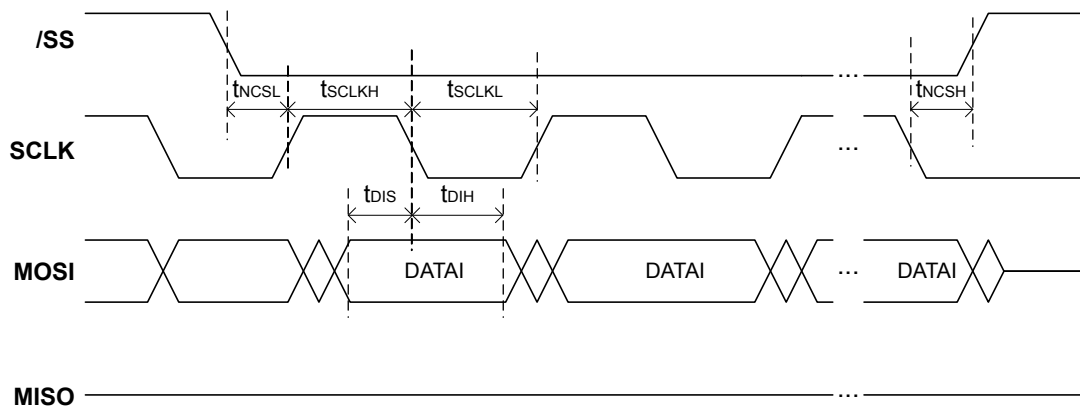 /SS
...
tNCSL tSCLKH tSCLKL tNCSH
SCLK
...
tDIS tDIH
MOSI DATAI DATAI ... DATAI
MISO
...